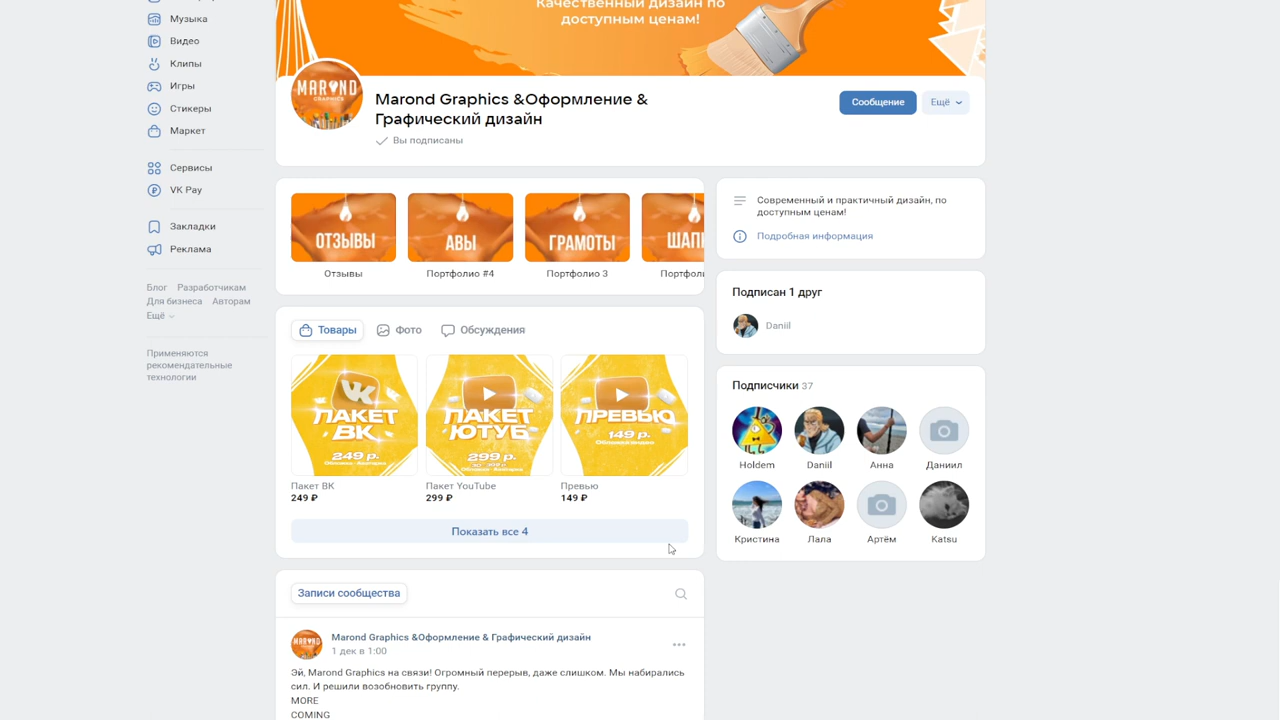 Качественный дизайн по
доступным ценам!
Музыка
Видео
Клипы
Игры
Стикеры
Маркет
Сервисы
VK Pay
Закладки
Реклама
Блог Разработчикам
Для бизнеса Авторам
Ещё
Применяются
рекомендательные
технологии
MAROND
GRAPHICS
Marond Graphics &Оформление &
Графический дизайн
Вы подписаны
Сообщение
Ещё
ОТЗЫВЫ
АВЫ
ГРАМОТЫ
ШАП
Отзывы
Портфолио #4
Портфолио 3
Портфоль
Товары
Фото
Обсуждения
ПАКЕТ
ВК
249 р.
Обложка - Аватарка
ПАКЕТ
ЮТУБ
299 р.
Обложка - Аватарка
ПРЕВЬЮ
149 р.
Пакет ВК
249 ₽
Пакет YouTube
299 ₽
Превью
149 ₽
Показать все 4
Записи сообщества
Marond Graphics &Оформление & Графический дизайн
1 дек в 1:00
Эй, Marond Graphics на связи! Огромный перерыв, даже слишком. Мы набирались
сил. И решили возобновить группу.
MORE
COMING
Современный и практичный дизайн, по
доступным ценам!
Подробная информация
Подписан 1 друг
Daniil
Подписчики 37
Holdem
Daniil
Анна
Даниил
Кристина
Лала
Артём
Katsu